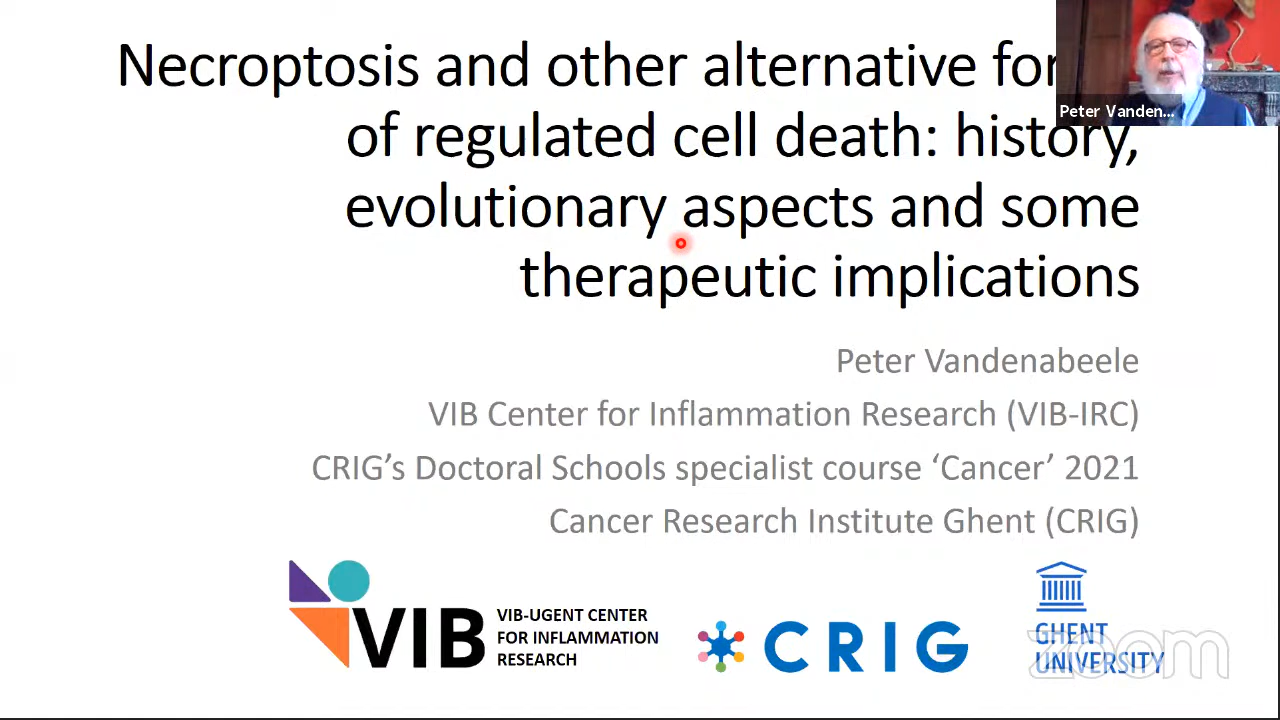 Necroptosis and other alternative for
of regulated cell death: history,
evolutionary aspects and some
therapeutic implications
Peter Vanden...
Peter Vandenabeele
VIB Center for Inflammation Research (VIB-IRC)
CRIG’s Doctoral Schools specialist course ‘Cancer’ 2021
Cancer Research Institute Ghent (CRIG)
VIB
VIB-UGENT CENTER
FOR INFLAMMATION
RESEARCH
CRIG
GHENT
UNIVERSITY
zoom